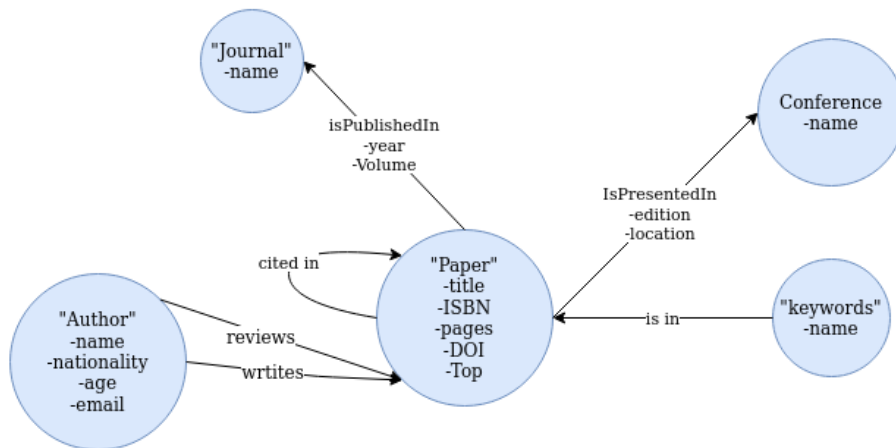 "Journal"
-name
isPublishedIn
-year
-Volume
Conference
-name
IsPresentedIn
-edition
-location
cited in
"Paper"
-title
-ISBN
-pages
-DOI
-Top
is in
"keywords"
-name
"Author"
-name
-nationality
-age
-email
reviews
wrtites